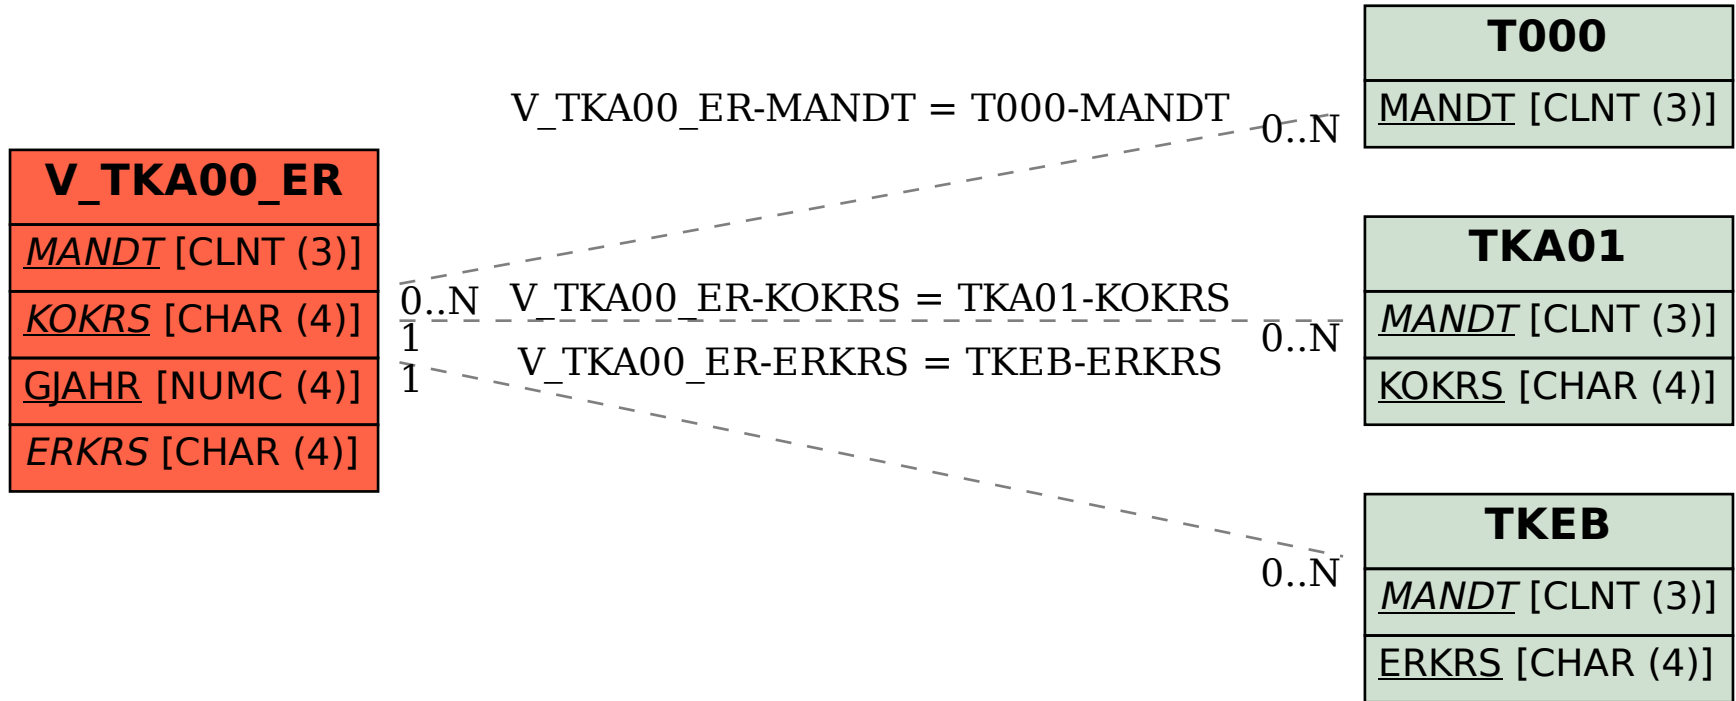 V_TKA00_ER
MANDT [CLNT (3)]
KOKRS [CHAR (4)]
GJAHR [NUMC (4)]
ERKRS [CHAR (4)]
V_TKA00_ER-MANDT = T000-MANDT
0..N
0..N
V_TKA00_ER-KOKRS = TKA01-KOKRS
1
0..N
V_TKA00_ER-ERKRS = TKEB-ERKRS
1
0..N
T000
MANDT [CLNT (3)]
TKA01
MANDT [CLNT (3)]
KOKRS [CHAR (4)]
TKEB
MANDT [CLNT (3)]
ERKRS [CHAR (4)]